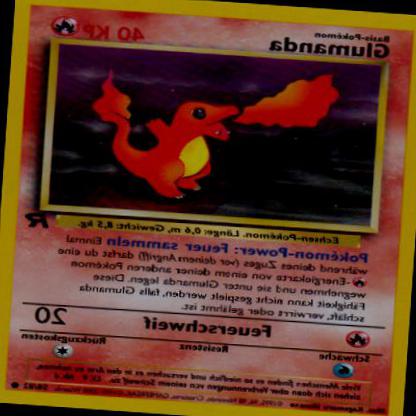 Basis-Pokémon
Glumanda
40 KP
Echsen-Pokémon. Länge: 0,6 m, Gewicht: 8,5 kg.
Pokémon-Power: Feuer sammeln Einmal
während deines Zuges (vor deinem Angriff) darfst du eine
-Energiekarte von einem deiner anderen Pokémon
wegnehmen und sie unter Glumanda legen. Diese
Fähigkeit kann nicht gespielt werden, falls Glumanda
schläft, verwirrt oder gelähmt ist.
Feuerschweif 20
Schwäche
Resistenz
Rückzugskosten